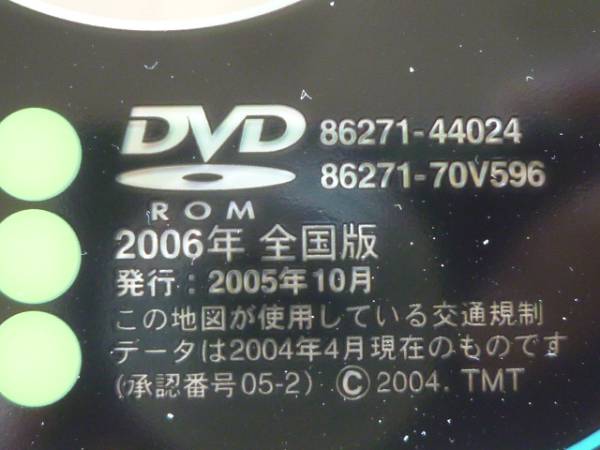 DVD
ROM
86271-44024
86271-70V596
2006年 全国版
発行：2005年10月
この地図が使用している交通規制
データは2004年4月現在のものです
(承認番号05-2) ©2004. TMT